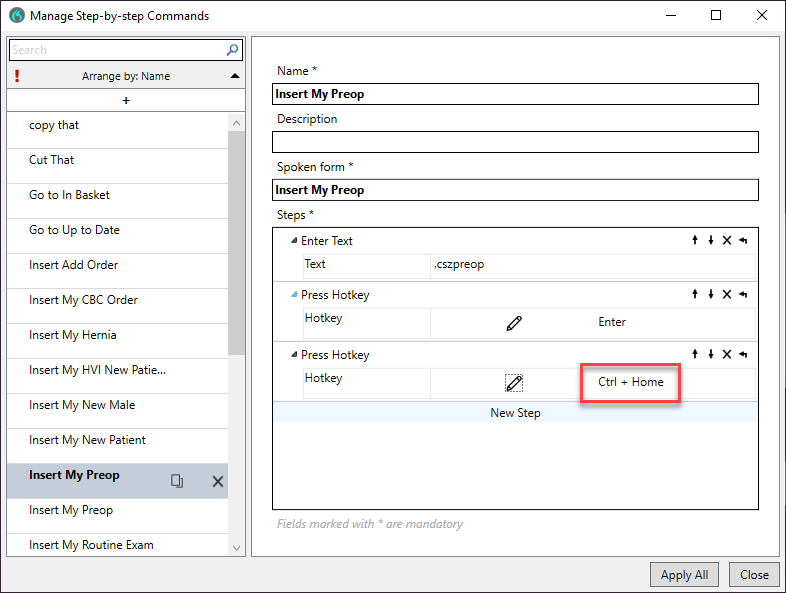 Manage Step-by-step Commands
Search
Arrange by: Name
+
copy that
Cut That
Go to In Basket
Go to Up to Date
Insert Add Order
Insert My CBC Order
Insert My Hernia
Insert My HVI New Patie...
Insert My New Male
Insert My New Patient
Insert My Preop
Insert My Preop
Insert My Routine Exam
Name *
Insert My Preop
Description
Spoken form *
Insert My Preop
Steps *
Enter Text
Text .cszpreop
Press Hotkey
Hotkey Enter
Press Hotkey
Hotkey Ctrl + Home
New Step
Fields marked with * are mandatory
Apply All Close